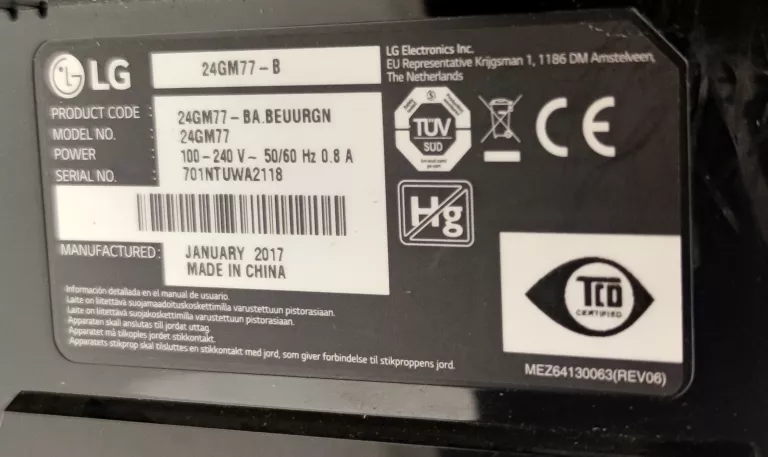 LG
24GM77-B
LG Electronics Inc.
EU Representative Krijgsman 1, 1186 DM Amstelveen,
The Netherlands
PRODUCT CODE : 24GM77-BA.BEUURGN
MODEL NO. : 24GM77
POWER : 100-240 V~ 50/60 Hz 0.8 A
SERIAL NO. : 701NTUWA2118
MANUFACTURED: JANUARY 2017
MADE IN CHINA
TÜV
SÜD
CE
Hg
TCO
CERTIFIED
Información detallada en el manual de usuario.
Laite on liitettävä suojamaadoituskoskettimilla varustettuun pistorasiaan.
Laite on liitettävä suojakoskettimilla varustettuun pistorasiaan.
Apparaten skall anslutas till jordat uttag.
Apparatet må tilkoples jordet stikkontakt.
Apparatets stikprop skal tilsluttes en stikkontakt med jord, som giver forbindelse til stikproppens jord.
MEZ64130063(REV06)